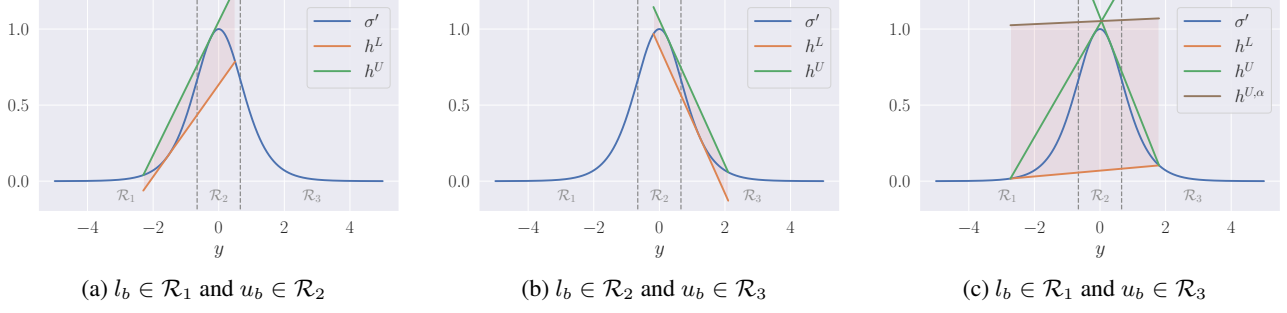 1.0
0.5
0.0
−4 −2 0 2 4
y
σ′
h^L
h^U
R₁ R₂ R₃
(a) l_b ∈ R₁ and u_b ∈ R₂
1.0
0.5
0.0
−4 −2 0 2 4
y
σ′
h^L
h^U
R₁ R₂ R₃
(b) l_b ∈ R₂ and u_b ∈ R₃
1.0
0.5
0.0
−4 −2 0 2 4
y
σ′
h^L
h^U
h^{U,α}
R₁ R₂ R₃
(c) l_b ∈ R₁ and u_b ∈ R₃